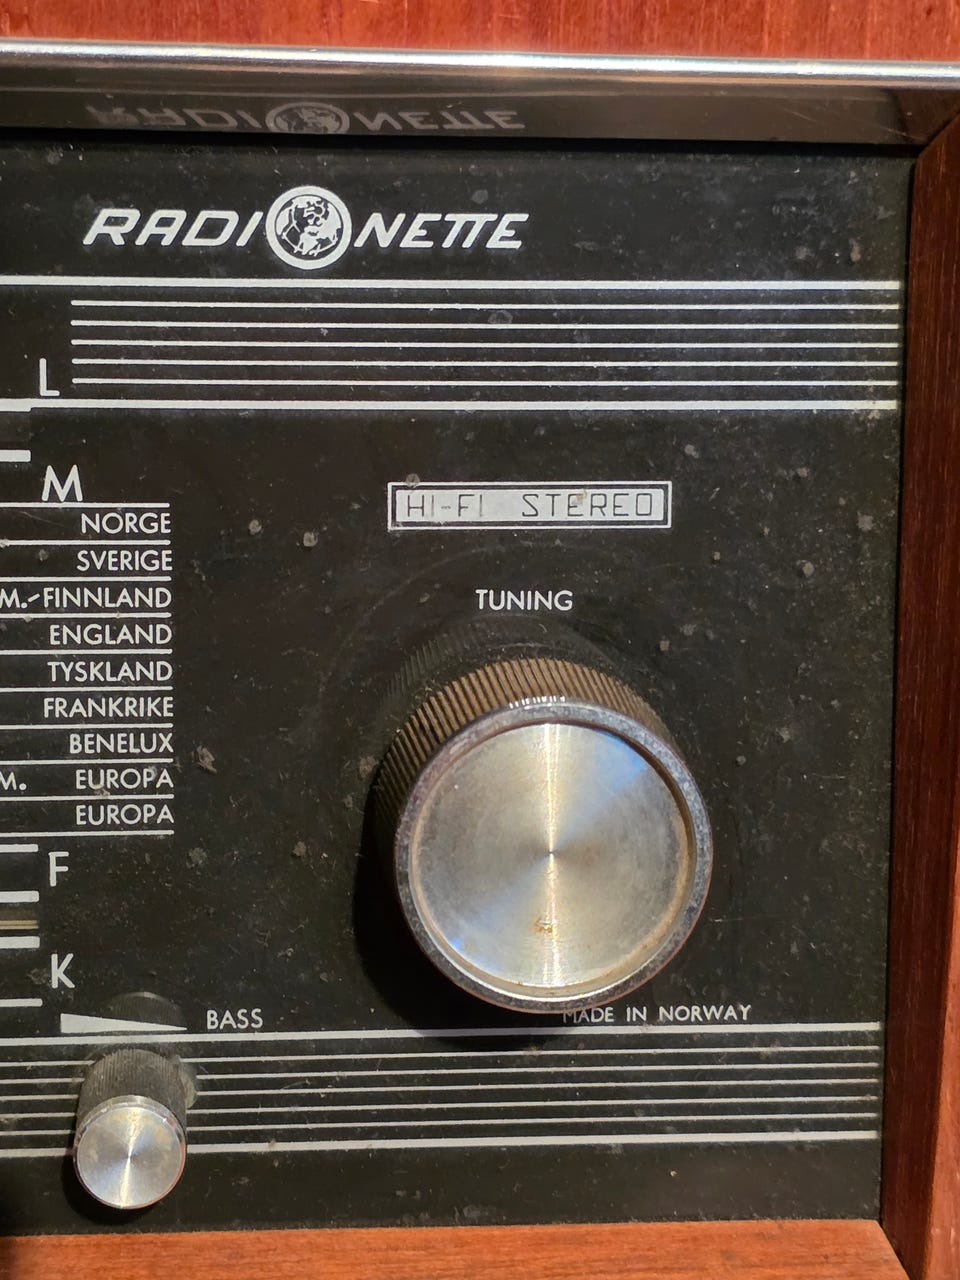 RADIONETTE
L
M
HI-FI STEREO
NORGE
SVERIGE
M.-FINNLAND
TUNING
ENGLAND
TYSKLAND
FRANKRIKE
BENELUX
M. EUROPA
EUROPA
F
K
BASS
MADE IN NORWAY